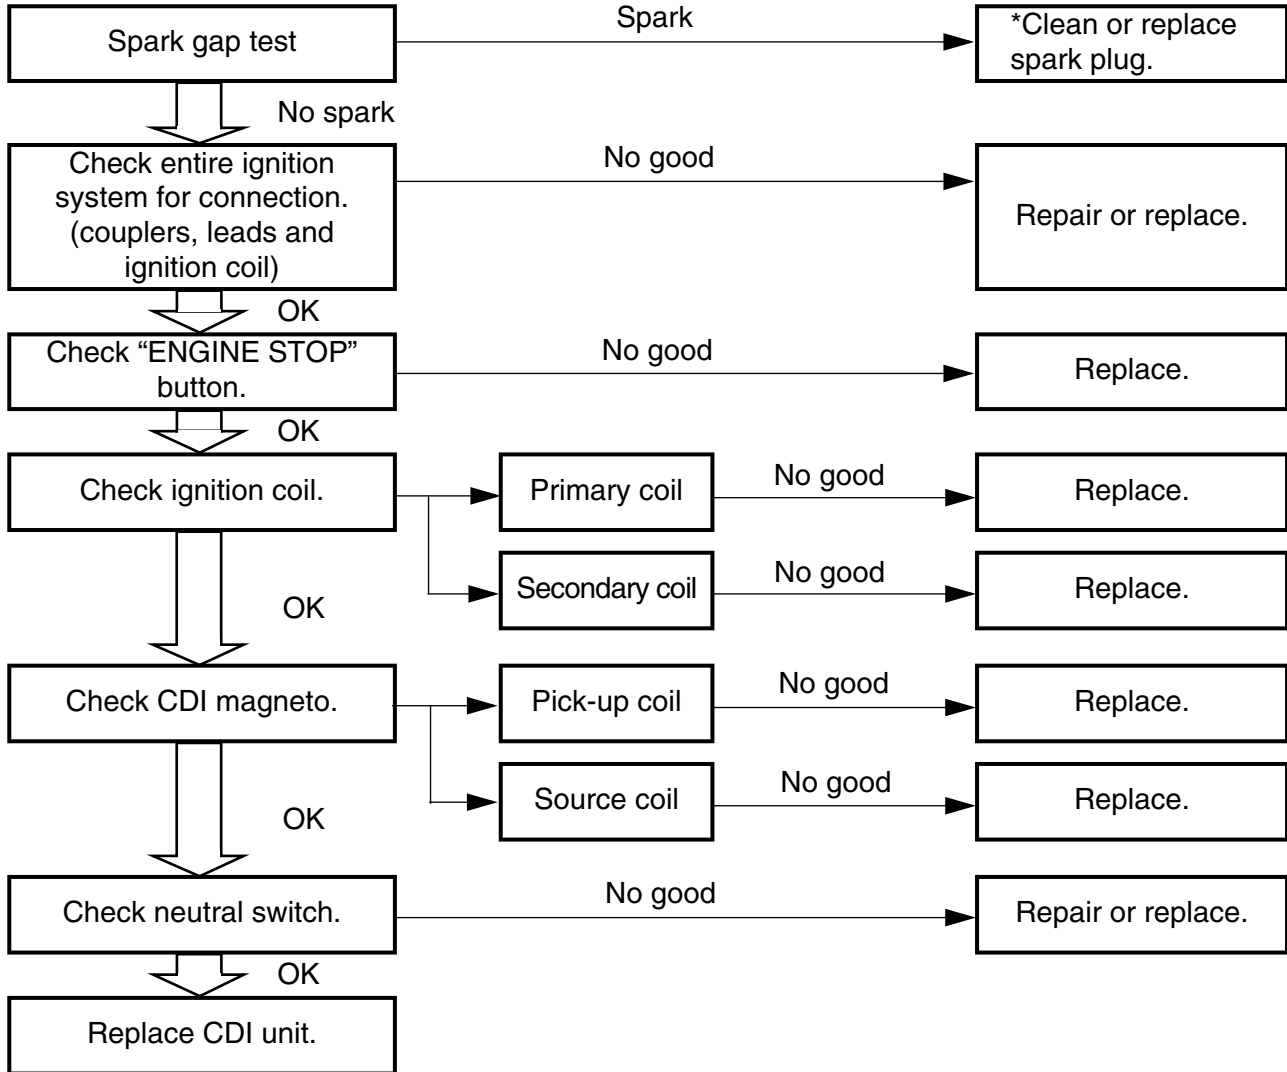 Spark gap test
Spark
*Clean or replace
spark plug.
No spark
Check entire ignition
system for connection.
(couplers, leads and
ignition coil)
No good
Repair or replace.
OK
Check “ENGINE STOP”
button.
No good
Replace.
OK
Check ignition coil.
Primary coil
No good
Replace.
Secondary coil
No good
Replace.
OK
Check CDI magneto.
Pick-up coil
No good
Replace.
Source coil
No good
Replace.
OK
Check neutral switch.
No good
Repair or replace.
OK
Replace CDI unit.